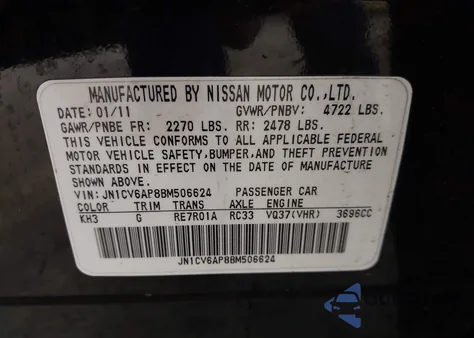 MANUFACTURED BY NISSAN MOTOR CO.,LTD.
DATE: 01/11 GVWR/PNBV: 4722 LBS.
GAWR/PNBE FR: 2270 LBS. RR: 2478 LBS.
THIS VEHICLE CONFORMS TO ALL APPLICABLE FEDERAL
MOTOR VEHICLE SAFETY,BUMPER,AND THEFT PREVENTION
STANDARDS IN EFFECT ON THE DATE OF MANUFACTURE
SHOWN ABOVE.
VIN: JN1CV6AP8BM506624 PASSENGER CAR
COLOR TRIM TRANS AXLE ENGINE
KH3 G RE7R01A RC33 VQ37(VHR) 3696CC
JN1CV6AP8BM506624